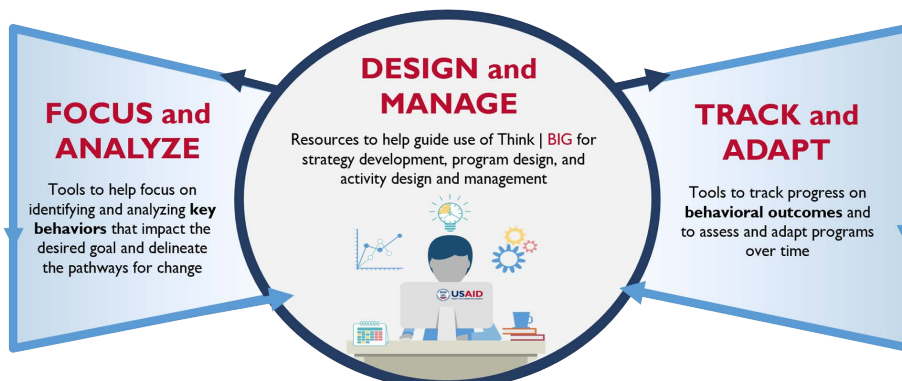 FOCUS and
ANALYZE
Tools to help focus on
identifying and analyzing key
behaviors that impact the
desired goal and delineate
the pathways for change
DESIGN and
MANAGE
Resources to help guide use of Think | BIG for
strategy development, program design, and
activity design and management
USAID
TRACK and
ADAPT
Tools to track progress on
behavioral outcomes and
to assess and adapt programs
over time